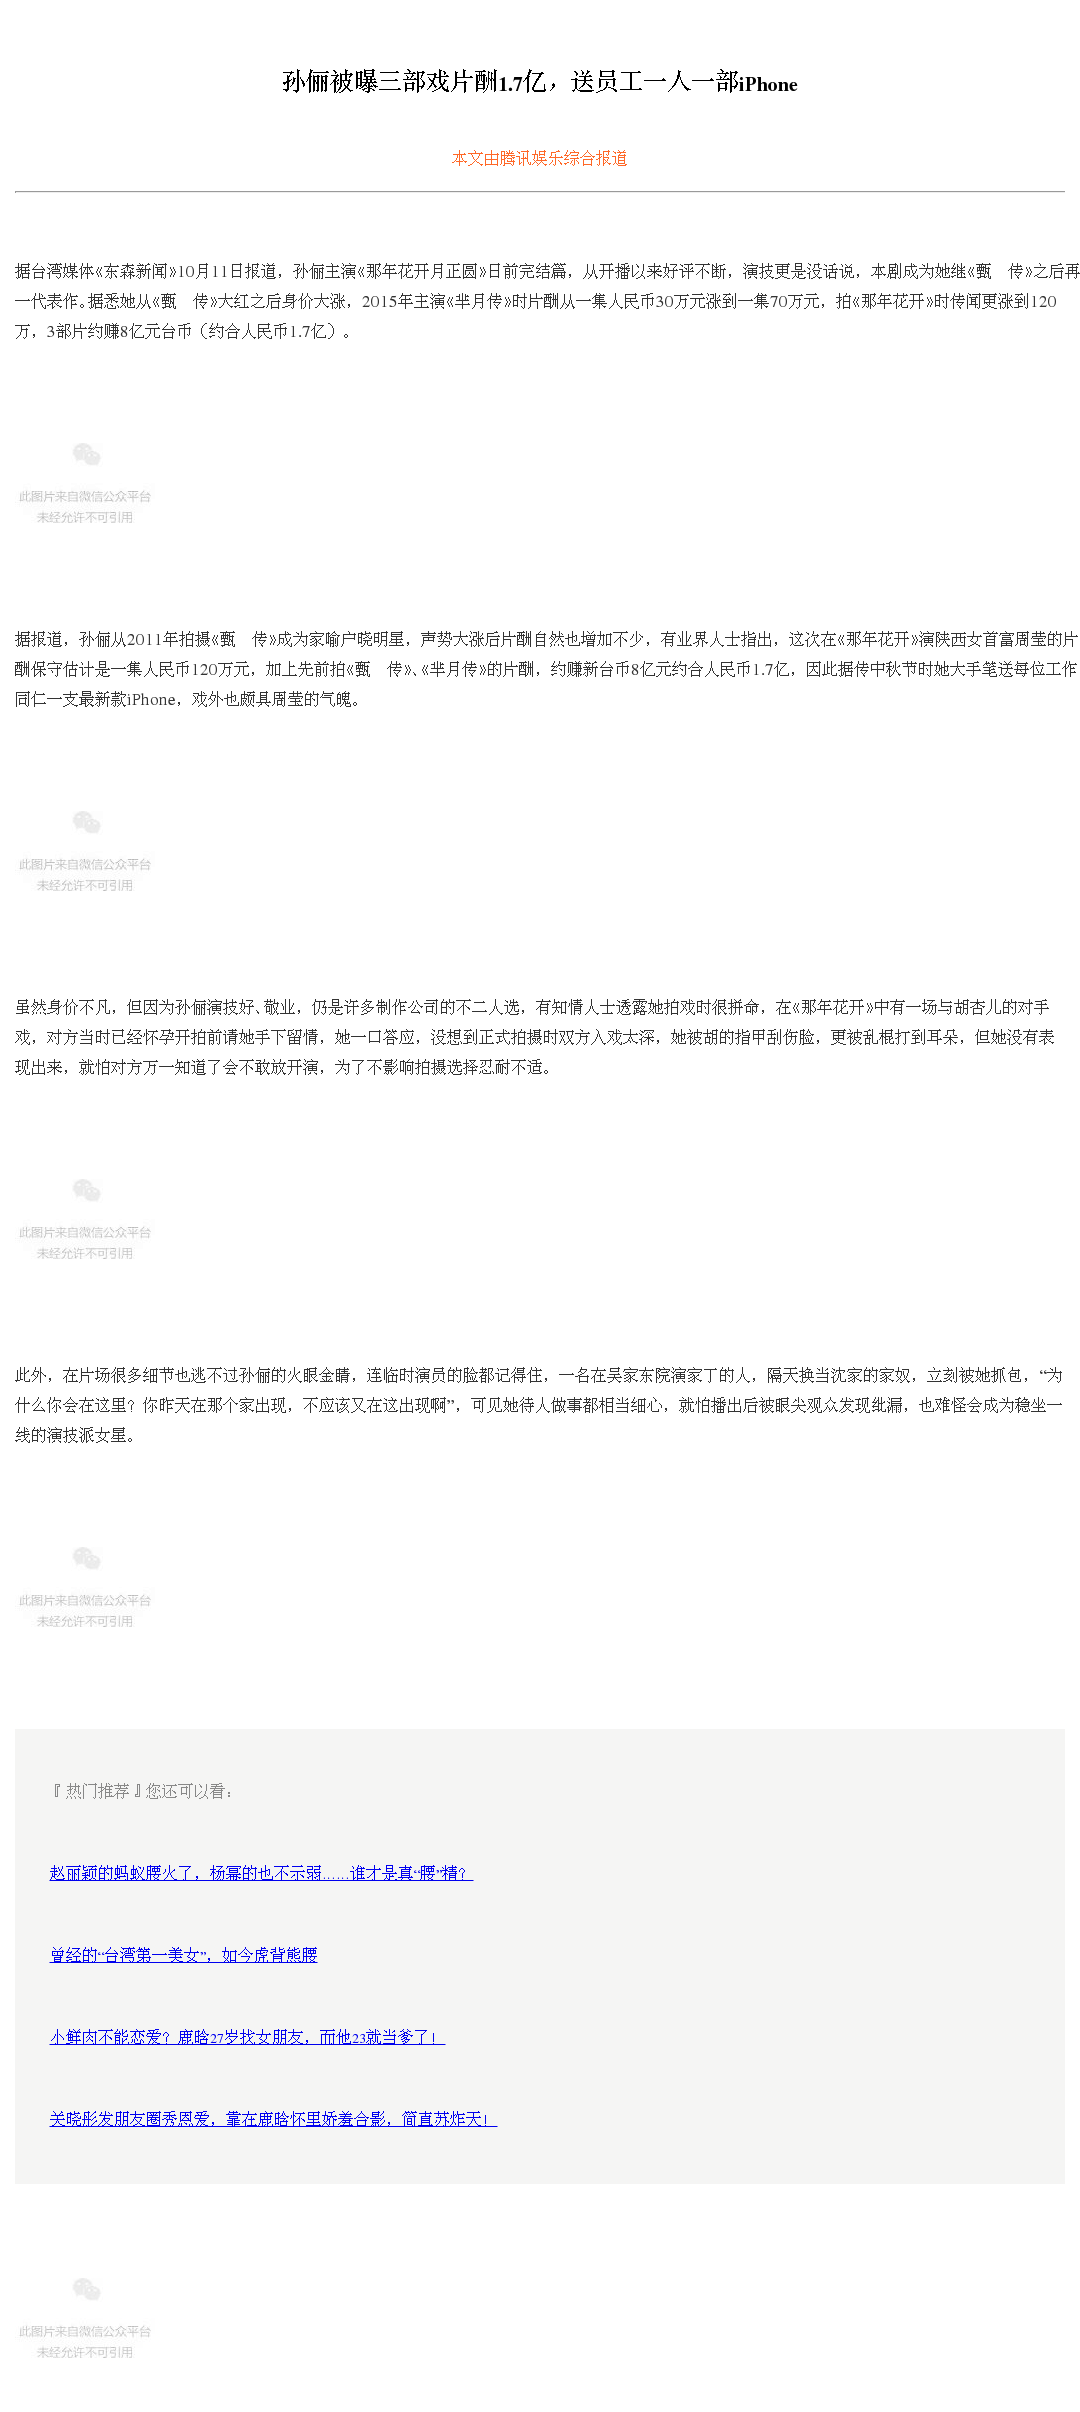 孙俪被曝三部戏片酬1.7亿，送员工一人一部iPhone
本文由腾讯娱乐综合报道
据台湾媒体《东森新闻》10月11日报道，孙俪主演《那年花开月正圆》日前完结篇，从开播以来好评不断，演技更是没话说，本剧成为她继《甄　传》之后再
一代表作。据悉她从《甄　传》大红之后身价大涨，2015年主演《芈月传》时片酬从一集人民币30万元涨到一集70万元，拍《那年花开》时传闻更涨到120
万，3部片约赚8亿元台币（约合人民币1.7亿）。
此图片来自微信公众平台
未经允许不可引用
据报道，孙俪从2011年拍摄《甄　传》成为家喻户晓明星，声势大涨后片酬自然也增加不少，有业界人士指出，这次在《那年花开》演陕西女首富周莹的片
酬保守估计是一集人民币120万元，加上先前拍《甄　传》、《芈月传》的片酬，约赚新台币8亿元约合人民币1.7亿，因此据传中秋节时她大手笔送每位工作
同仁一支最新款iPhone，戏外也颇具周莹的气魄。
此图片来自微信公众平台
未经允许不可引用
虽然身价不凡，但因为孙俪演技好、敬业，仍是许多制作公司的不二人选，有知情人士透露她拍戏时很拼命，在《那年花开》中有一场与胡杏儿的对手
戏，对方当时已经怀孕开拍前请她手下留情，她一口答应，没想到正式拍摄时双方入戏太深，她被胡的指甲刮伤脸，更被乱棍打到耳朵，但她没有表
现出来，就怕对方万一知道了会不敢放开演，为了不影响拍摄选择忍耐不适。
此图片来自微信公众平台
未经允许不可引用
此外，在片场很多细节也逃不过孙俪的火眼金睛，连临时演员的脸都记得住，一名在吴家东院演家丁的人，隔天换当沈家的家奴，立刻被她抓包，“为
什么你会在这里？你昨天在那个家出现，不应该又在这出现啊”，可见她待人做事都相当细心，就怕播出后被眼尖观众发现纰漏，也难怪会成为稳坐一
线的演技派女星。
此图片来自微信公众平台
未经允许不可引用
『热门推荐』您还可以看：
赵丽颖的蚂蚁腰火了，杨幂的也不示弱……谁才是真“腰”精？
曾经的“台湾第一美女”，如今虎背熊腰
小鲜肉不能恋爱？鹿晗27岁找女朋友，而他23就当爹了！
关晓彤发朋友圈秀恩爱，靠在鹿晗怀里娇羞合影，简直苏炸天！
此图片来自微信公众平台
未经允许不可引用